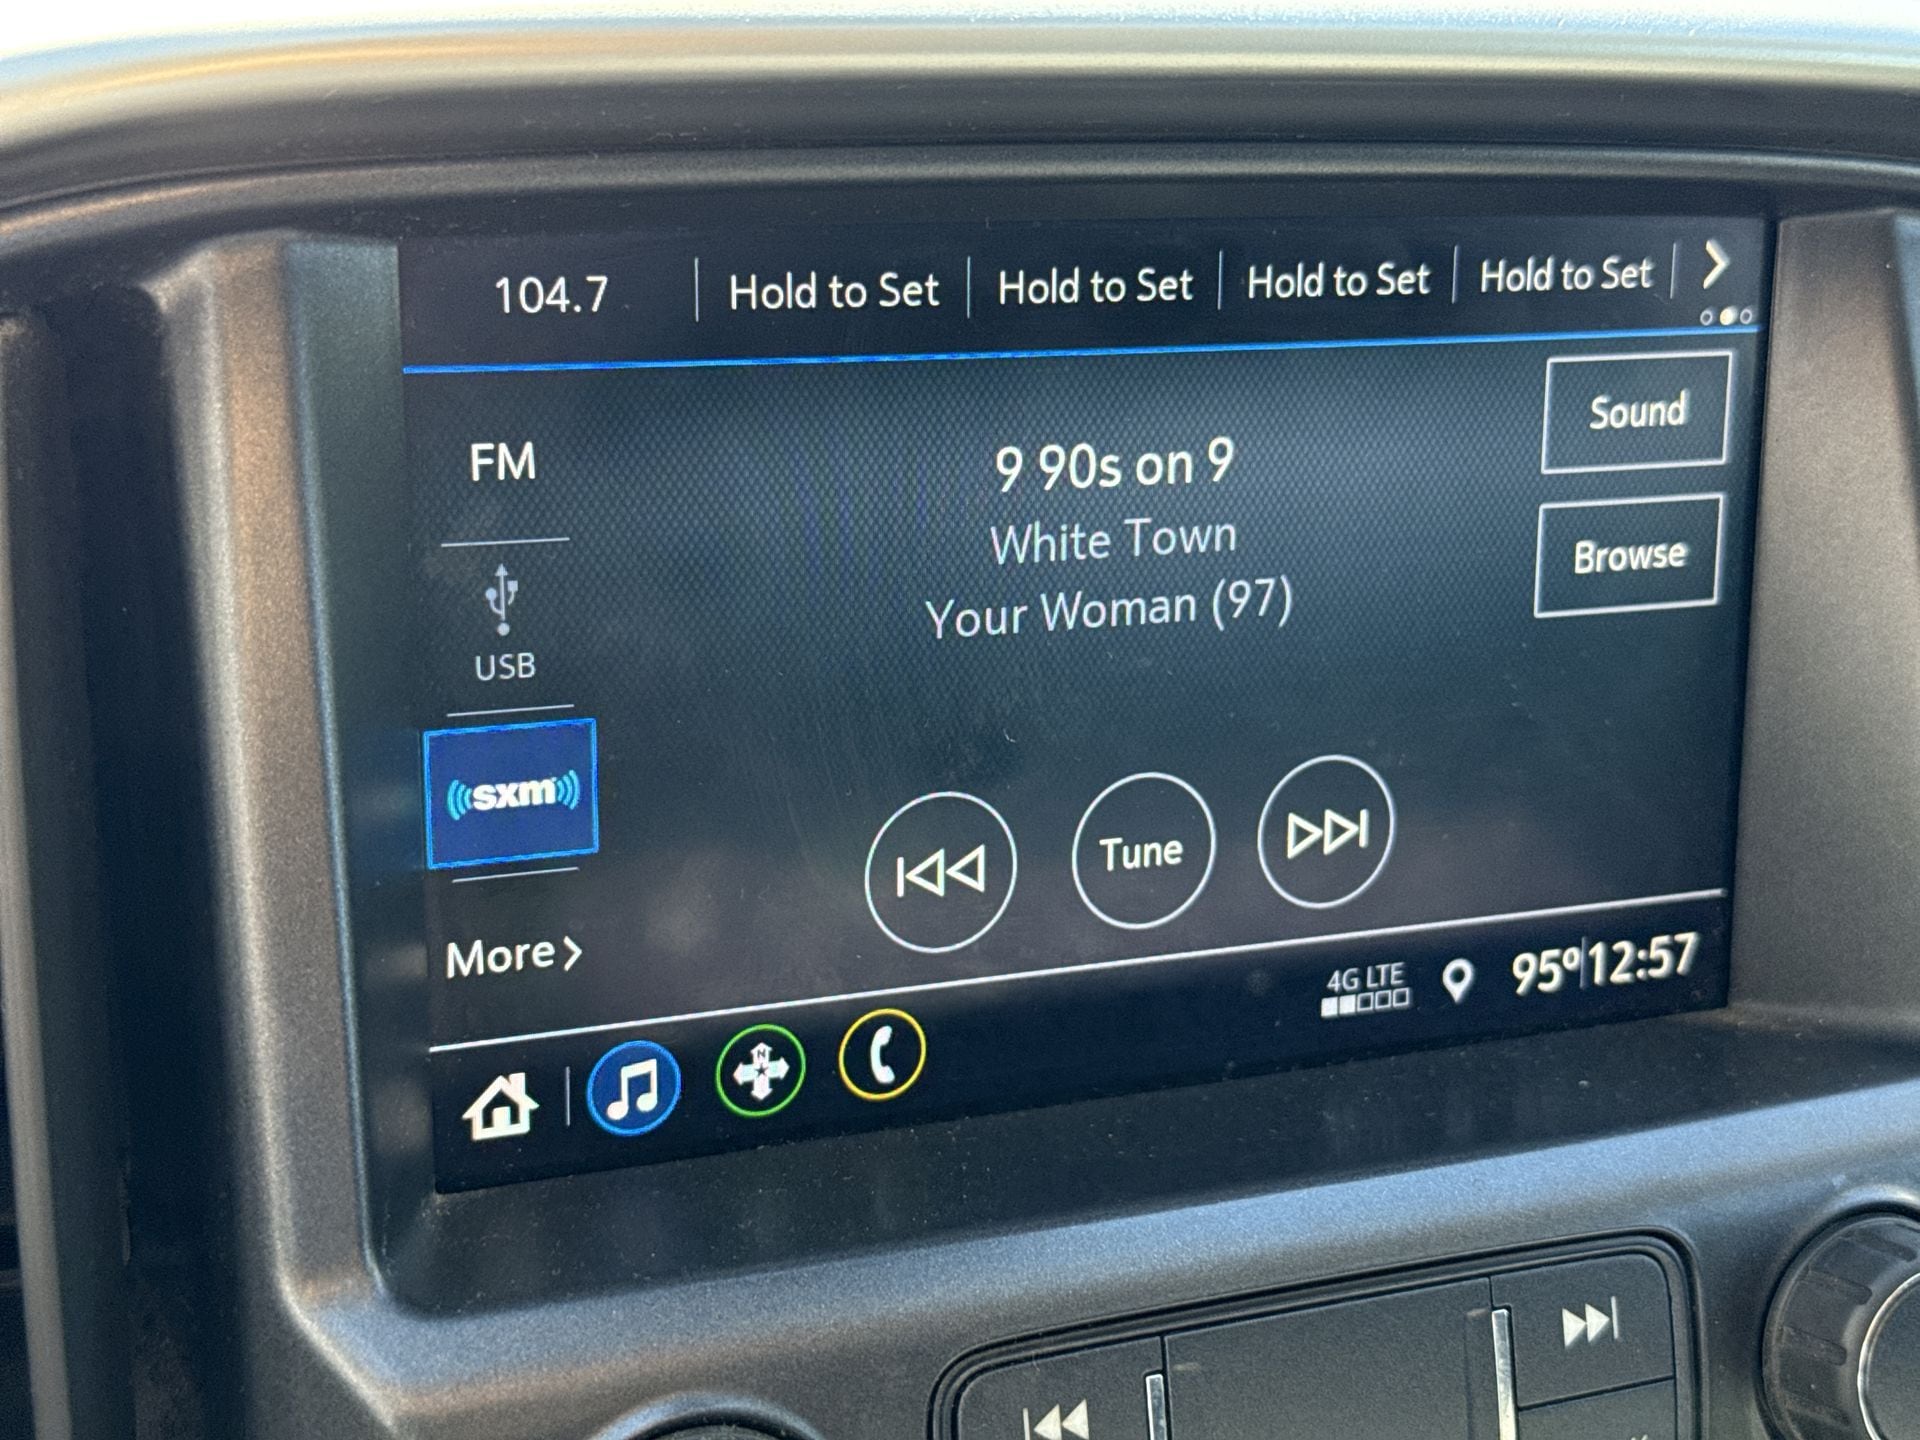 104.7
Hold to Set
Hold to Set
Hold to Set
Hold to Set
FM
9 90s on 9
White Town
Your Woman (97)
Sound
Browse
USB
sxm
Tune
More
4G LTE
95° 12:57
N